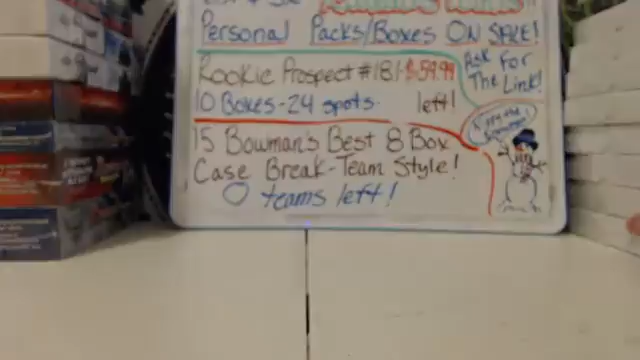 Personal Packs/Boxes ON SALE!
Ask For
The Link!
Rookie Prospect #181-$59.99
10 Boxes-24 spots. left!
15 Bowman's Best 8 Box
Case Break-Team Style!
0 teams left!